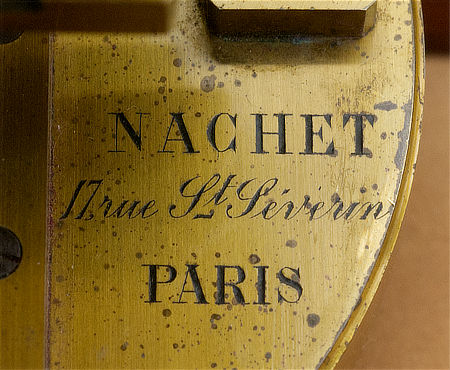 NACHET
17 rue St Séverin
PARIS